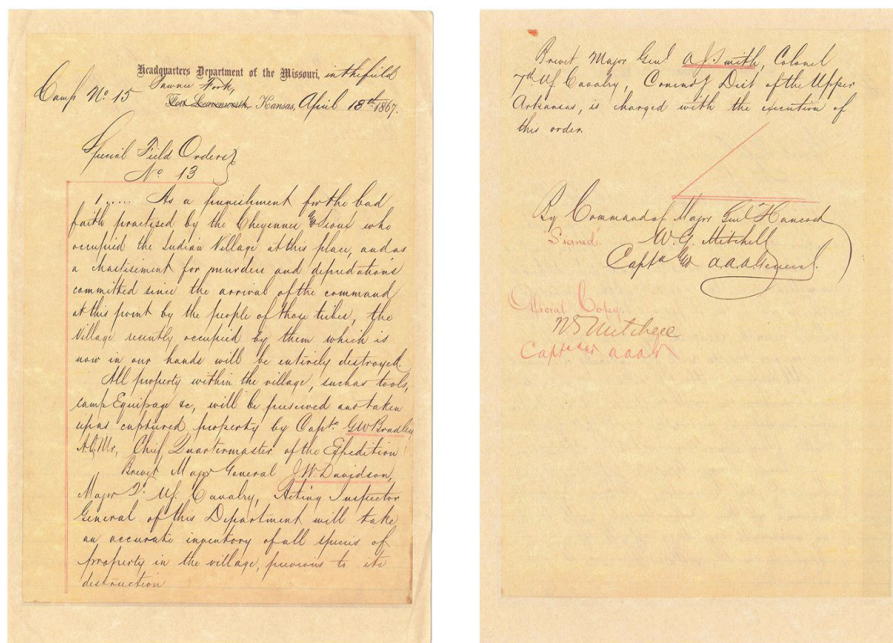 Headquarters Department of the Missouri, in the field
Camp No 15 Pawnee Fork,
Fort Leavenworth, Kansas, April 18th 1867.
Special Field Orders
No 13
1..... As a punishment for the bad
faith practised by the Cheyennes & Sioux who
occupied the Indian Village at this place, and as
a chastisement for murders and depredations
committed since the arrival of the command
at this point by the people of those tribes, the
Village recently occupied by them which is
now in our hands will be entirely destroyed.
All property within the village, such as tools,
camp Equipage &c, will be preserved and taken
up as captured property by Capt. G W Bradley
A.Q.M., Chief Quartermaster of the Expedition
Brevet Major General J. W. Davidson,
Major 2d U.S. Cavalry, Acting Inspector
General of this Department will take
an accurate inventory of all species of
property in the village, previous to its
destruction
Brevet Major Genl A J Smith, Colonel
7th U.S. Cavalry, Comndg Dist of the Upper
Arkansas, is charged with the execution of
this order
By Command of Major Genl Hancock
Signed. W. G. Mitchell
Capt & A.A.A. General.
Official Copy.
W G Mitchell
Capt &